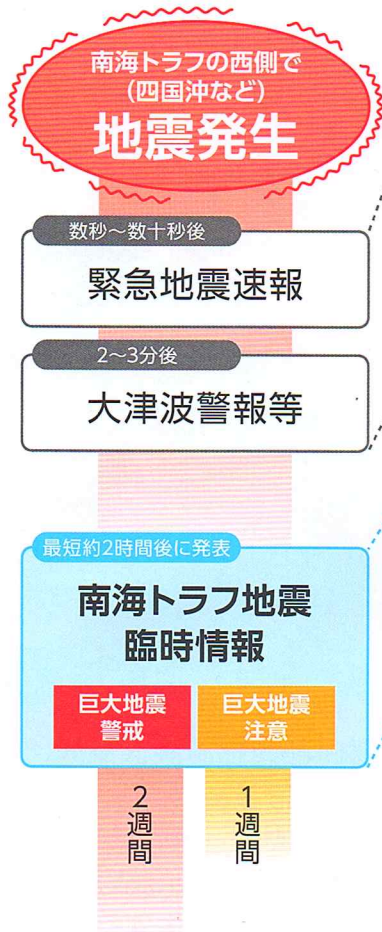 南海トラフの西側で
(四国沖など)
地震発生
数秒〜数十秒後
緊急地震速報
2〜3分後
大津波警報等
最短約2時間後に発表
南海トラフ地震
臨時情報
巨大地震
警戒
巨大地震
注意
2週間
1週間